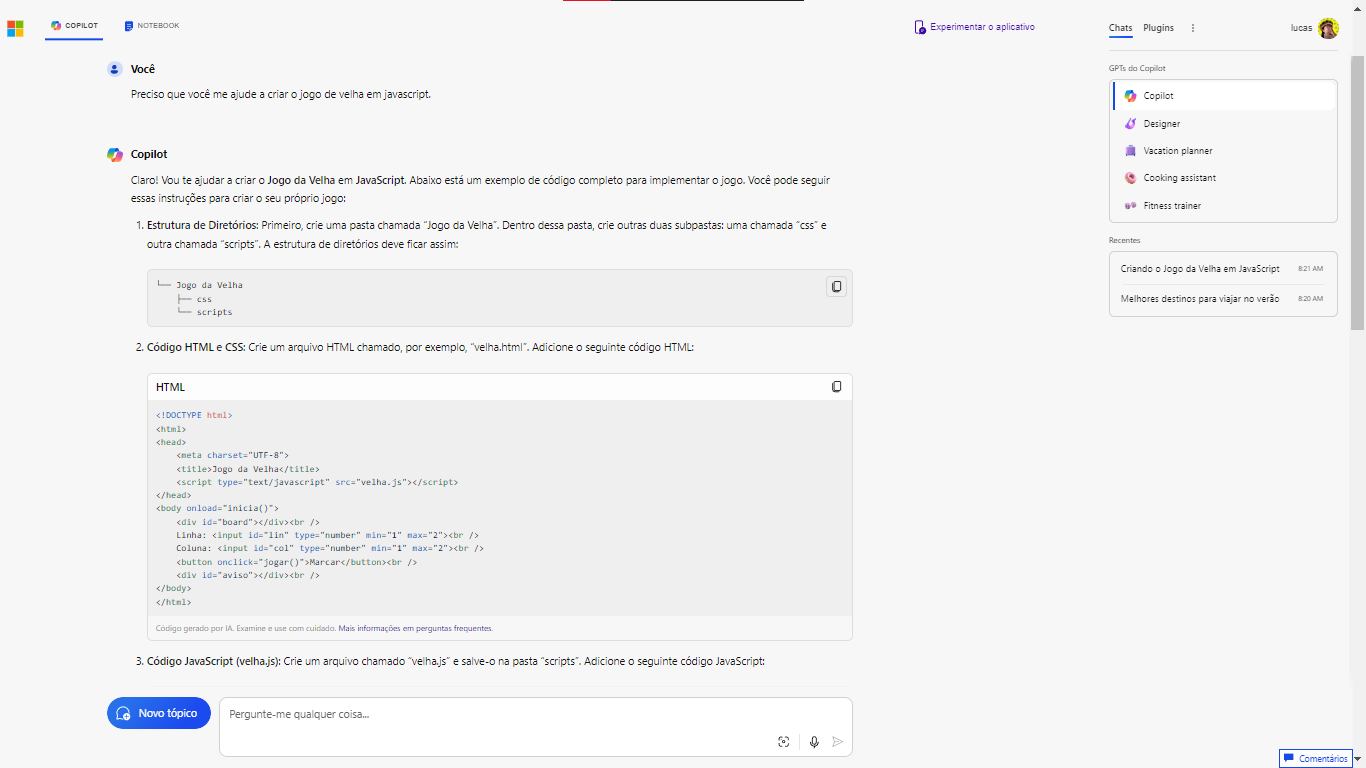 COPILOT
NOTEBOOK
Experimentar o aplicativo
Chats
Plugins
lucas
Você
Preciso que você me ajude a criar o jogo de velha em javascript.
Copilot
Claro! Vou te ajudar a criar o Jogo da Velha em JavaScript. Abaixo está um exemplo de código completo para implementar o jogo. Você pode seguir
essas instruções para criar o seu próprio jogo:
1. Estrutura de Diretórios: Primeiro, crie uma pasta chamada “Jogo da Velha”. Dentro dessa pasta, crie outras duas subpastas: uma chamada “css” e
outra chamada “scripts”. A estrutura de diretórios deve ficar assim:
└── Jogo da Velha
    ├── css
    └── scripts
2. Código HTML e CSS: Crie um arquivo HTML chamado, por exemplo, “velha.html”. Adicione o seguinte código HTML:
HTML
<!DOCTYPE html>
<html>
<head>
    <meta charset="UTF-8">
    <title>Jogo da Velha</title>
    <script type="text/javascript" src="velha.js"></script>
</head>
<body onload="inicia()">
    <div id="board"></div><br />
    Linha: <input id="lin" type="number" min="1" max="2"><br />
    Coluna: <input id="col" type="number" min="1" max="2"><br />
    <button onclick="jogar()">Marcar</button><br />
    <div id="aviso"></div><br />
</body>
</html>
Código gerado por IA. Examine e use com cuidado. Mais informações em perguntas frequentes.
3. Código JavaScript (velha.js): Crie um arquivo chamado “velha.js” e salve-o na pasta “scripts”. Adicione o seguinte código JavaScript:
Novo tópico
Pergunte-me qualquer coisa...
GPTs do Copilot
Copilot
Designer
Vacation planner
Cooking assistant
Fitness trainer
Recentes
Criando o Jogo da Velha em JavaScript 8:21 AM
Melhores destinos para viajar no verão 8:20 AM
Comentários